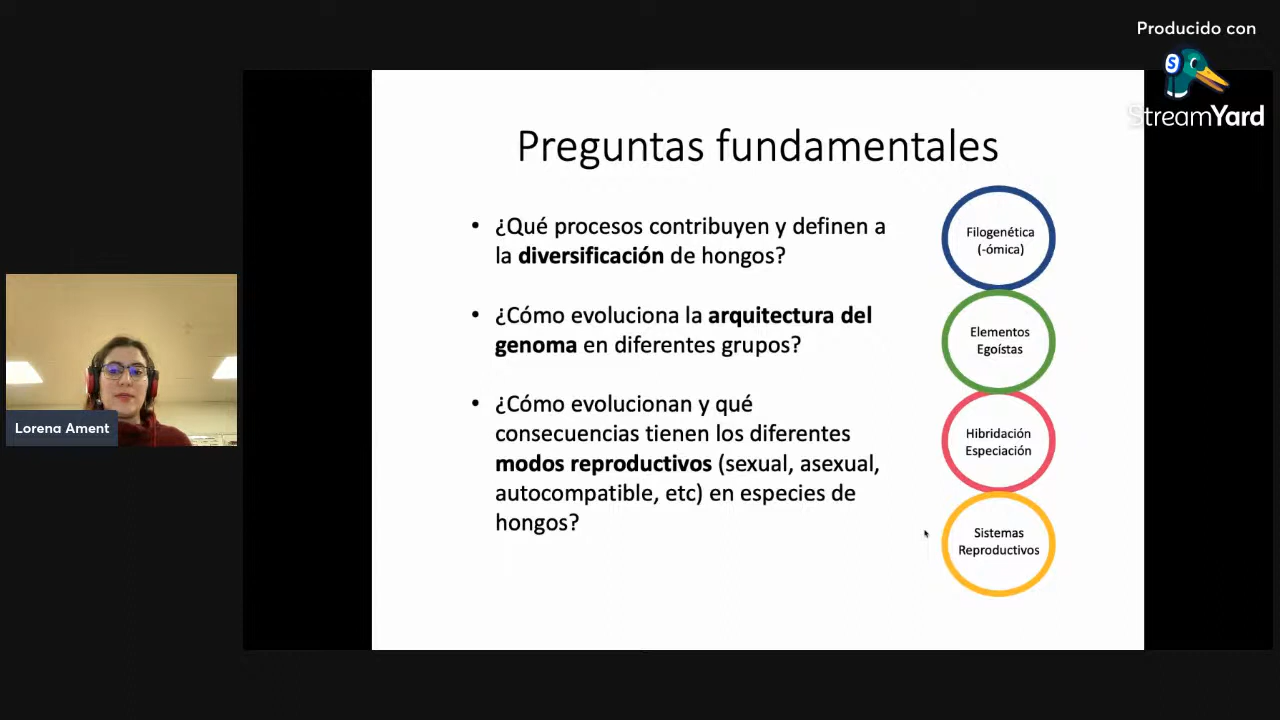 Producido con
StreamYard
Preguntas fundamentales
• ¿Qué procesos contribuyen y definen a
la diversificación de hongos?
• ¿Cómo evoluciona la arquitectura del
genoma en diferentes grupos?
• ¿Cómo evolucionan y qué
consecuencias tienen los diferentes
modos reproductivos (sexual, asexual,
autocompatible, etc) en especies de
hongos?
Filogenética
(-ómica)
Elementos
Egoístas
Hibridación
Especiación
Sistemas
Reproductivos
Lorena Ament